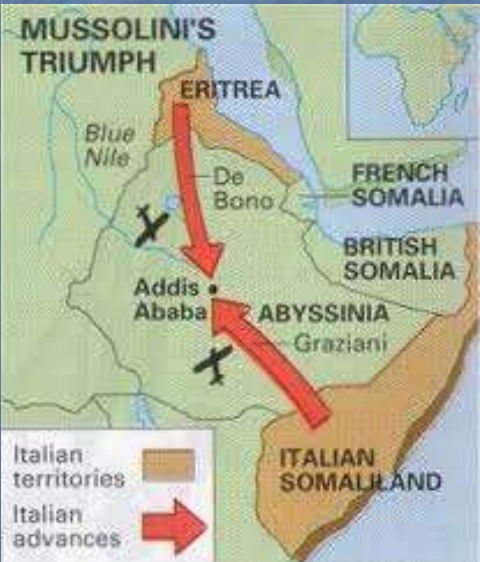 MUSSOLINI'S
TRIUMPH
ERITREA
Blue
Nile
De
Bono
FRENCH
SOMALIA
BRITISH
SOMALIA
Addis
Ababa
ABYSSINIA
Graziani
ITALIAN
SOMALILAND
Italian
territories
Italian
advances